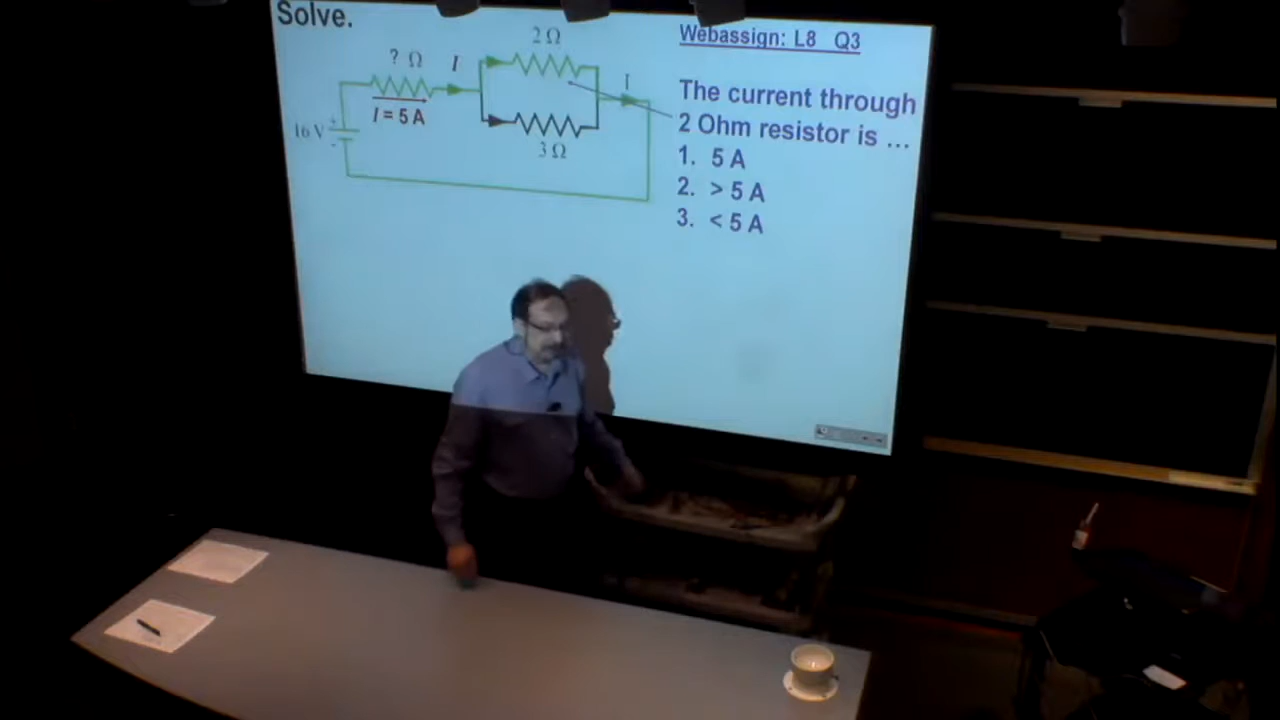 Solve.
2 Ω
? Ω
I
I
I = 5 A
16 V
+
-
3 Ω
Webassign: L8 Q3
The current through
2 Ohm resistor is ...
1. 5 A
2. > 5 A
3. < 5 A